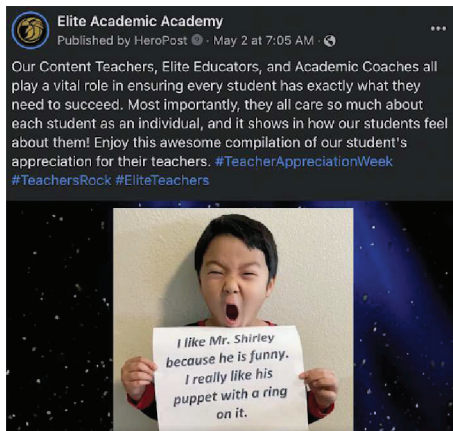 Elite Academic Academy
Published by HeroPost · May 2 at 7:05 AM ·
Our Content Teachers, Elite Educators, and Academic Coaches all
play a vital role in ensuring every student has exactly what they
need to succeed. Most importantly, they all care so much about
each student as an individual, and it shows in how our students feel
about them! Enjoy this awesome compilation of our student's
appreciation for their teachers. #TeacherAppreciationWeek
#TeachersRock #EliteTeachers
I like Mr. Shirley
because he is funny.
I really like his
puppet with a ring
on it.